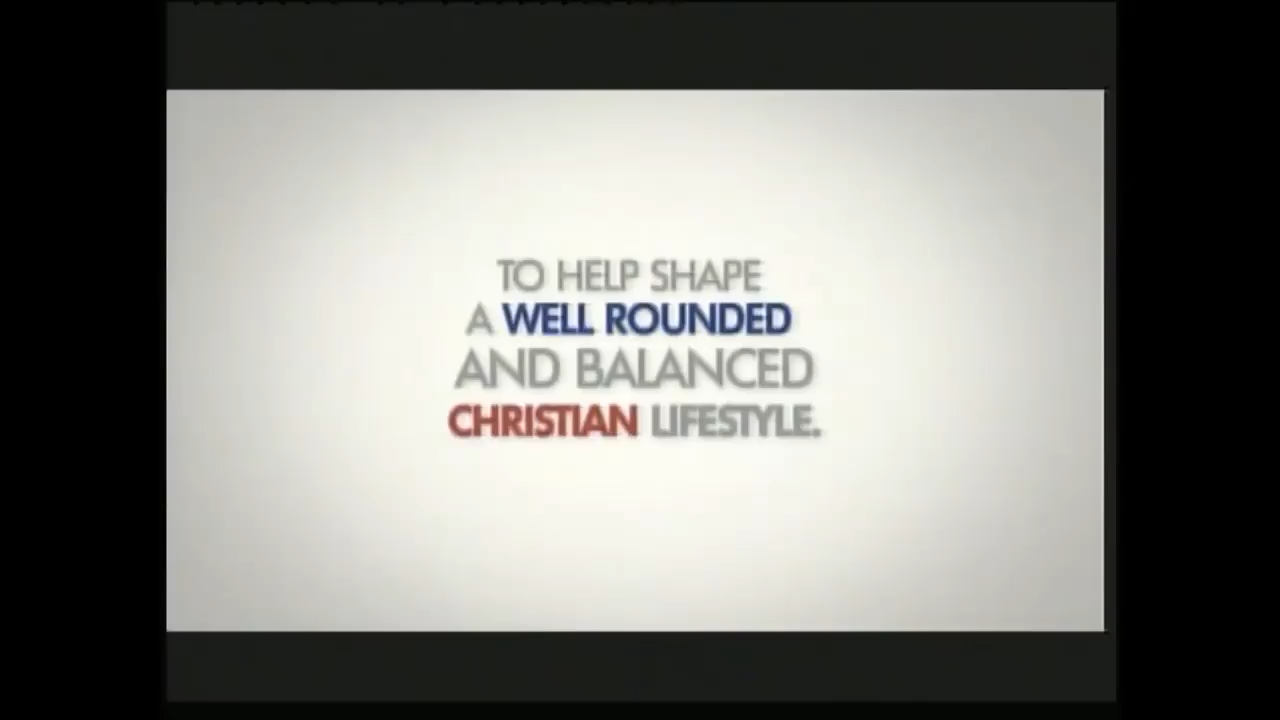 TO HELP SHAPE
A WELL ROUNDED
AND BALANCED
CHRISTIAN LIFESTYLE.